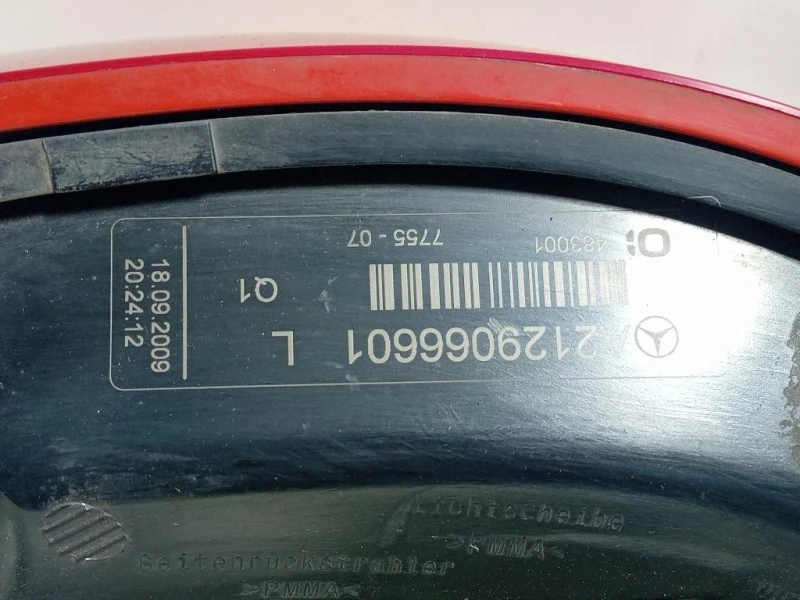 A2129066601 L
Q1
483001 7755 - 07
18.09.2009
20:24:12
Lichtscheibe
>PMMA<
Seitenrückstrahler
>PMMA<